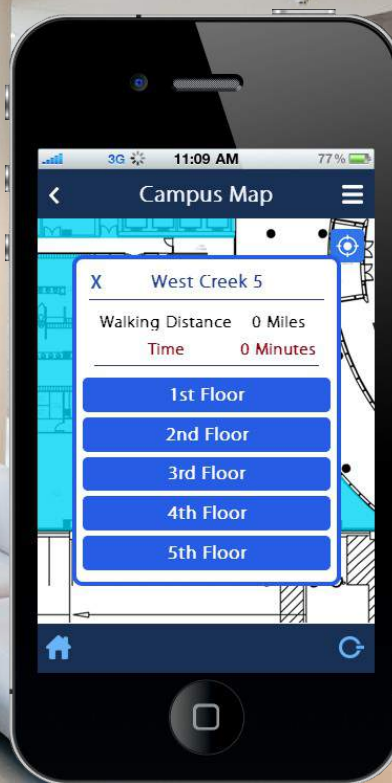 3G 11:09 AM 77%
Campus Map
X West Creek 5
Walking Distance 0 Miles
Time 0 Minutes
1st Floor
2nd Floor
3rd Floor
4th Floor
5th Floor